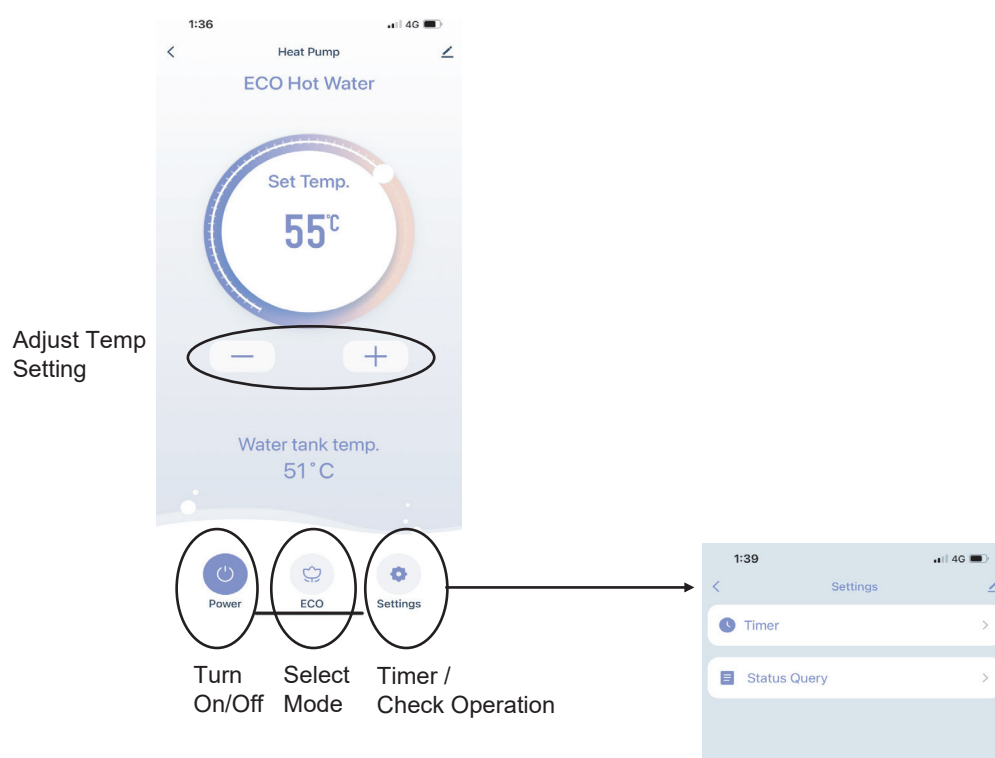 1:36
4G
Heat Pump
ECO Hot Water
Set Temp.
55°C
Adjust Temp
Setting
Water tank temp.
51°C
Power
ECO
Settings
Turn
On/Off
Select
Mode
Timer /
Check Operation
1:39
4G
Settings
Timer
Status Query